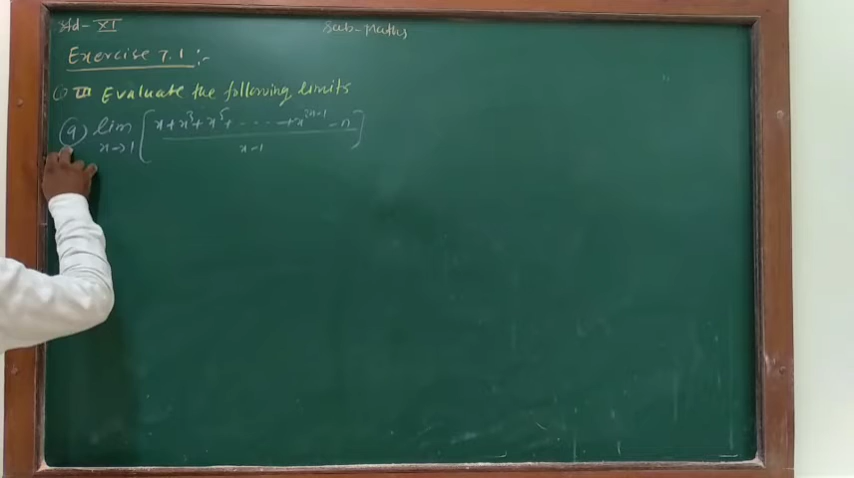 Std- XI
Sub- Maths
Exercise 7.1 :-
Q III Evaluate the following limits
(9) lim x→1 [ (x + x³ + x⁵ + ------ + x²ⁿ⁻¹ - n) / (x - 1) ]